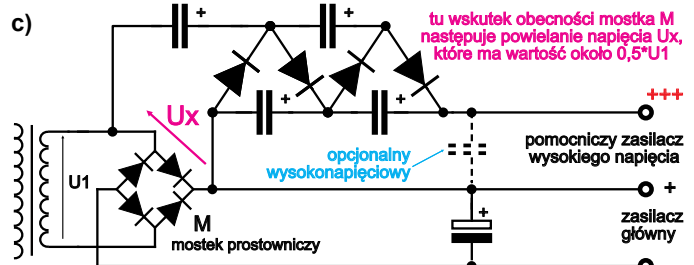 c)
+
+
tu wskutek obecności mostka M
następuje powielanie napięcia Ux,
które ma wartość około 0,5*U1
+
+
+++
Ux
opcjonalny
wysokonapięciowy
pomocniczy zasilacz
wysokiego napięcia
U1
+
+
M
mostek prostowniczy
zasilacz
główny